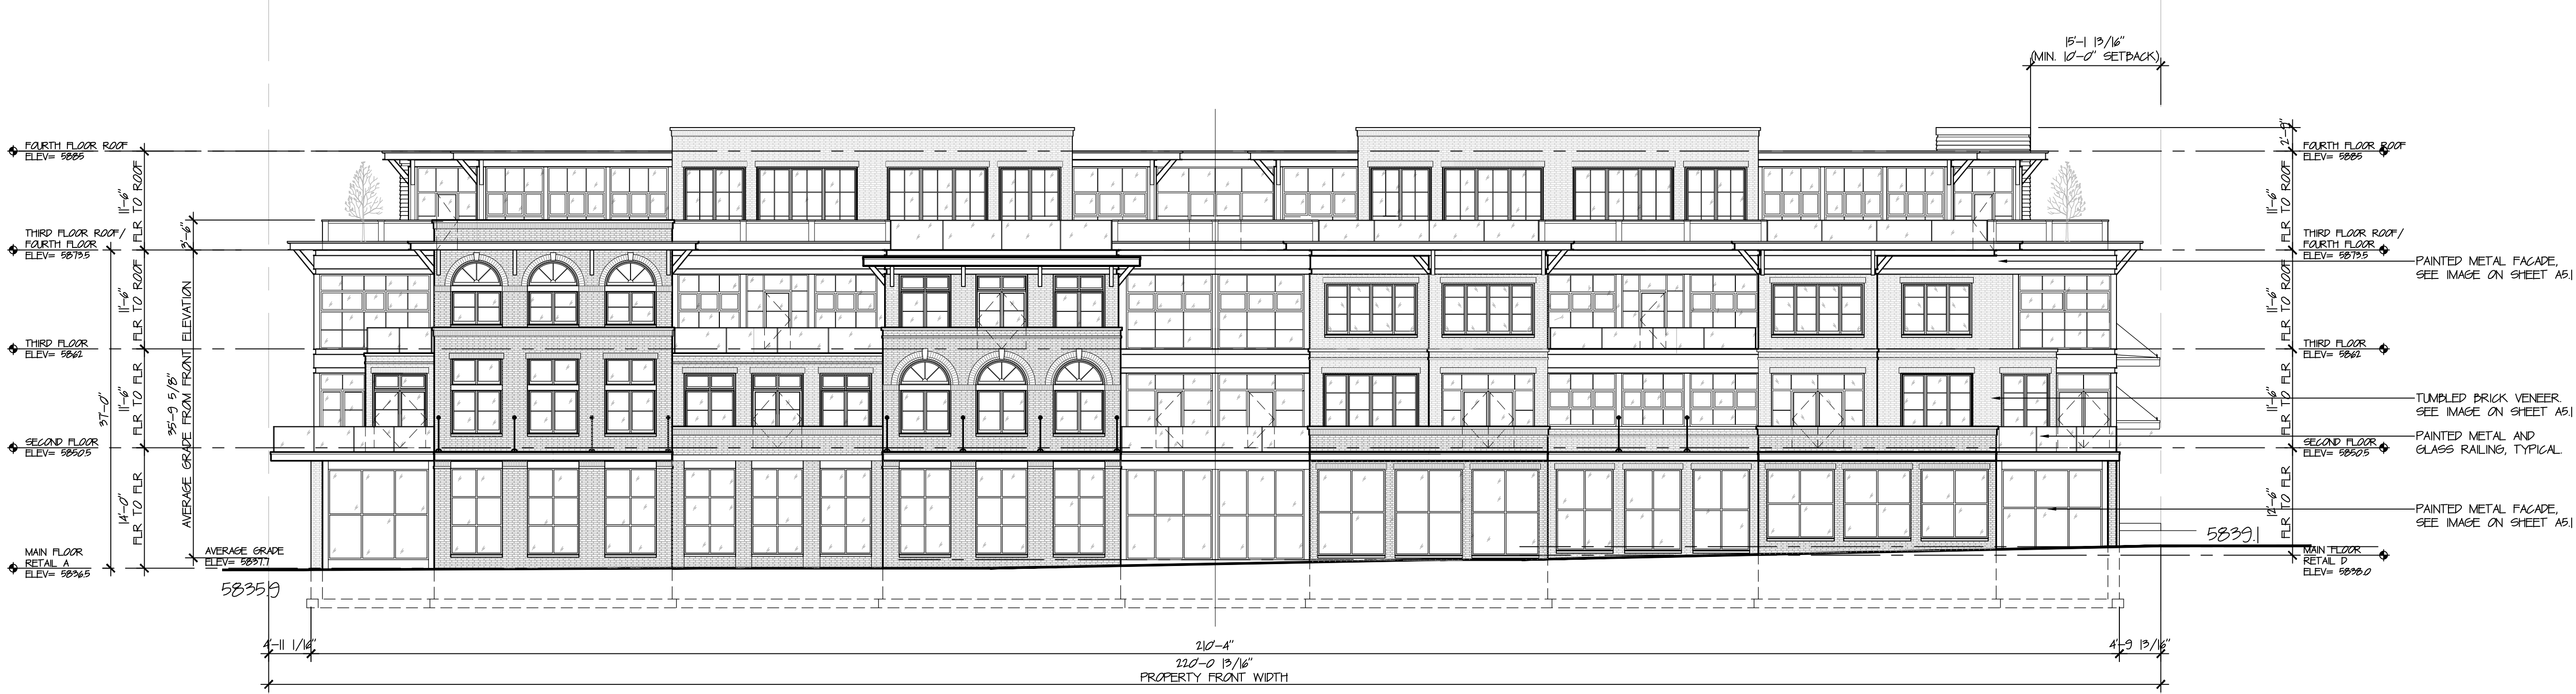 15'-1 13/16"
(MIN. 10'-0" SETBACK)
FOURTH FLOOR ROOF
ELEV= 5885
THIRD FLOOR ROOF/
FOURTH FLOOR
ELEV= 5873.5
THIRD FLOOR
ELEV= 5862
SECOND FLOOR
ELEV= 5850.5
MAIN FLOOR
RETAIL A
ELEV= 5836.5
37'-0"
11'-6"
FLR TO ROOF
11'-6"
FLR TO ROOF
11'-6"
FLR TO FLR
14'-0"
FLR TO FLR
3'-6"
35'-9 5/8"
AVERAGE GRADE FROM FRONT ELEVATION
AVERAGE GRADE
ELEV= 5837.7
5835.9
4'-11 1/16"
210'-4"
4'-9 13/16"
220'-0 13/16"
PROPERTY FRONT WIDTH
5839.1
2'-9"
11'-6"
FLR TO ROOF
11'-6"
FLR TO ROOF
11'-6"
FLR TO FLR
12'-6"
FLR TO FLR
FOURTH FLOOR ROOF
ELEV= 5885
THIRD FLOOR ROOF/
FOURTH FLOOR
ELEV= 5873.5
THIRD FLOOR
ELEV= 5862
SECOND FLOOR
ELEV= 5850.5
MAIN FLOOR
RETAIL D
ELEV= 5838.0
PAINTED METAL FACADE,
SEE IMAGE ON SHEET A5.1
TUMBLED BRICK VENEER.
SEE IMAGE ON SHEET A5.1
PAINTED METAL AND
GLASS RAILING, TYPICAL.
PAINTED METAL FACADE,
SEE IMAGE ON SHEET A5.1